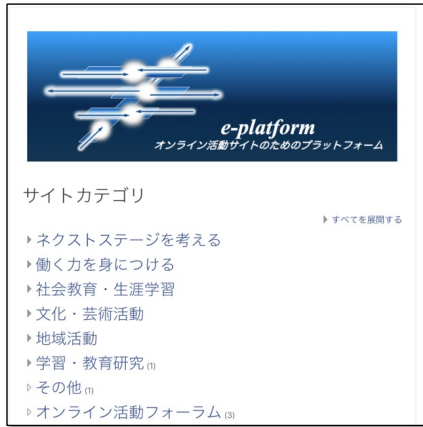 e-platform
オンライン活動サイトのためのプラットフォーム
サイトカテゴリ
すべてを展開する
ネクストステージを考える
働く力を身につける
社会教育・生涯学習
文化・芸術活動
地域活動
学習・教育研究 (1)
その他 (1)
オンライン活動フォーラム (3)